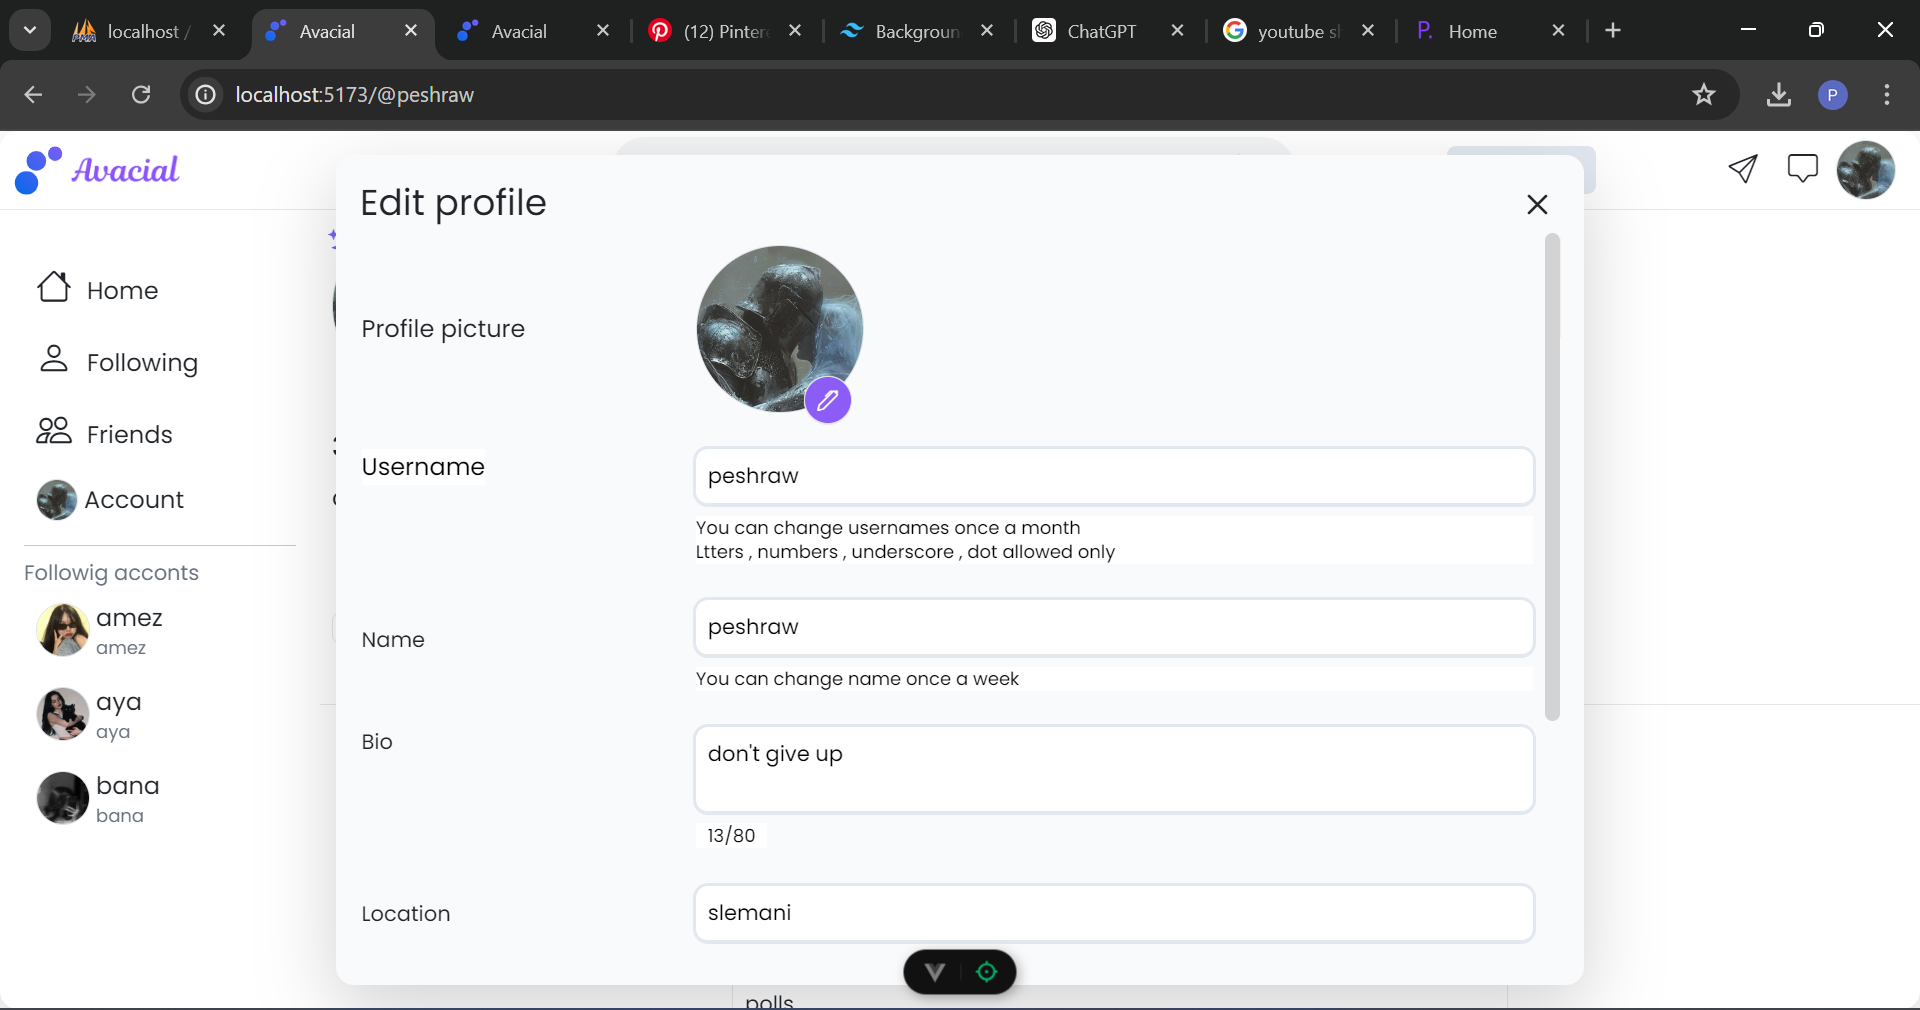 localhost /
Avacial
Avacial
(12) Pinter
Backgroun
ChatGPT
youtube s
Home
localhost:5173/@peshraw
P
Avacial
Edit profile
Home
Following
Friends
Account
Followig acconts
amez
amez
aya
aya
bana
bana
Profile picture
Username
peshraw
You can change usernames once a month
Ltters , numbers , underscore , dot allowed only
Name
peshraw
You can change name once a week
Bio
don't give up
13/80
Location
slemani
polls